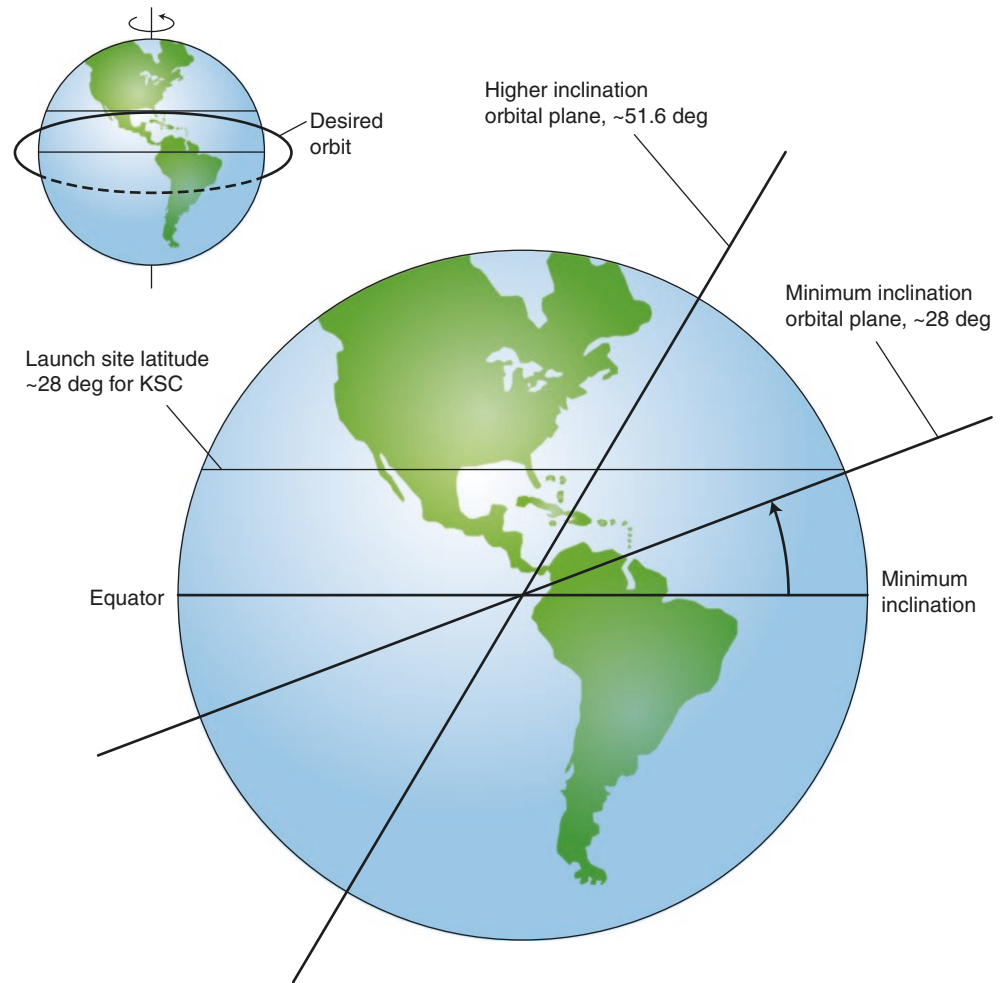 Desired
orbit
Higher inclination
orbital plane, ~51.6 deg
Minimum inclination
orbital plane, ~28 deg
Launch site latitude
~28 deg for KSC
Equator
Minimum
inclination